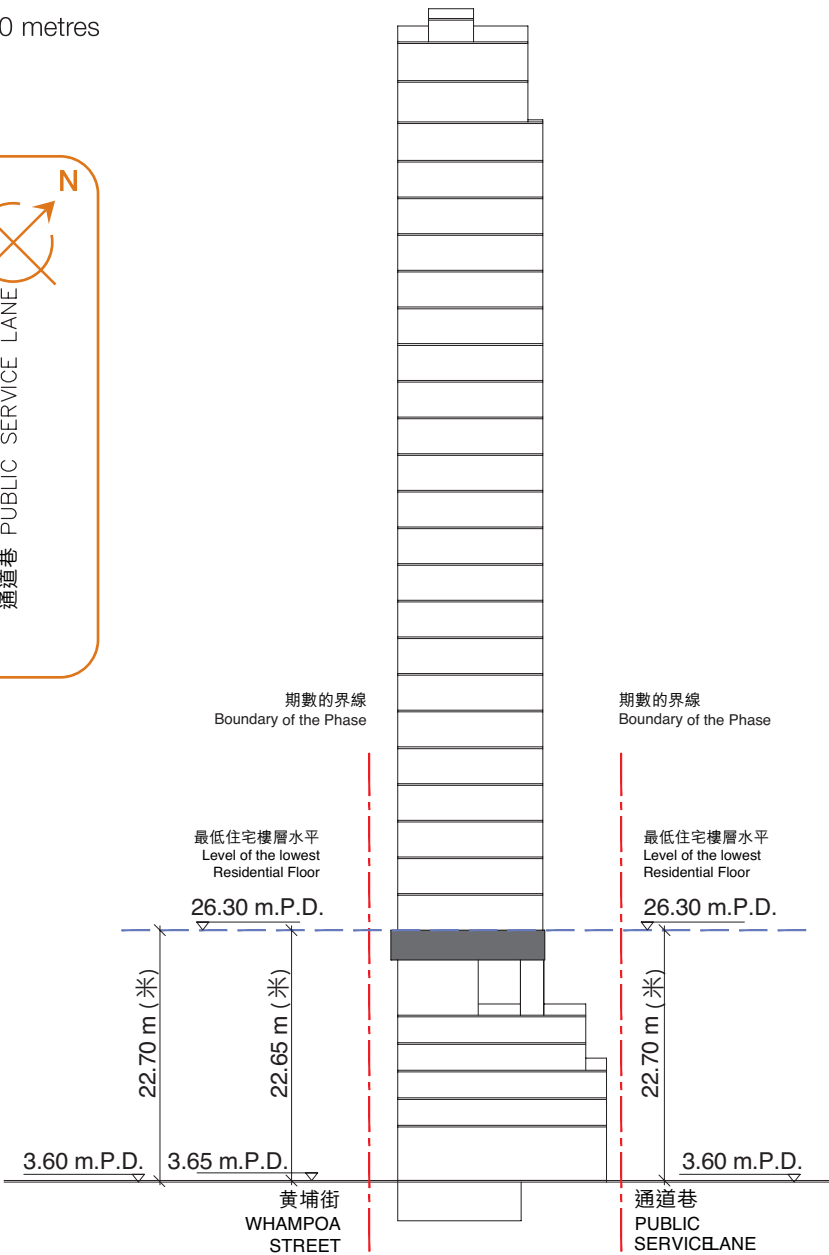 0 metres
N
通道巷 PUBLIC SERVICE LANE
期數的界線
Boundary of the Phase
期數的界線
Boundary of the Phase
最低住宅樓層水平
Level of the lowest
Residential Floor
26.30 m.P.D.
最低住宅樓層水平
Level of the lowest
Residential Floor
26.30 m.P.D.
22.70 m (米)
22.65 m (米)
22.70 m (米)
3.60 m.P.D.
3.65 m.P.D.
3.60 m.P.D.
黄埔街
WHAMPOA
STREET
通道巷
PUBLIC
SERVICE LANE